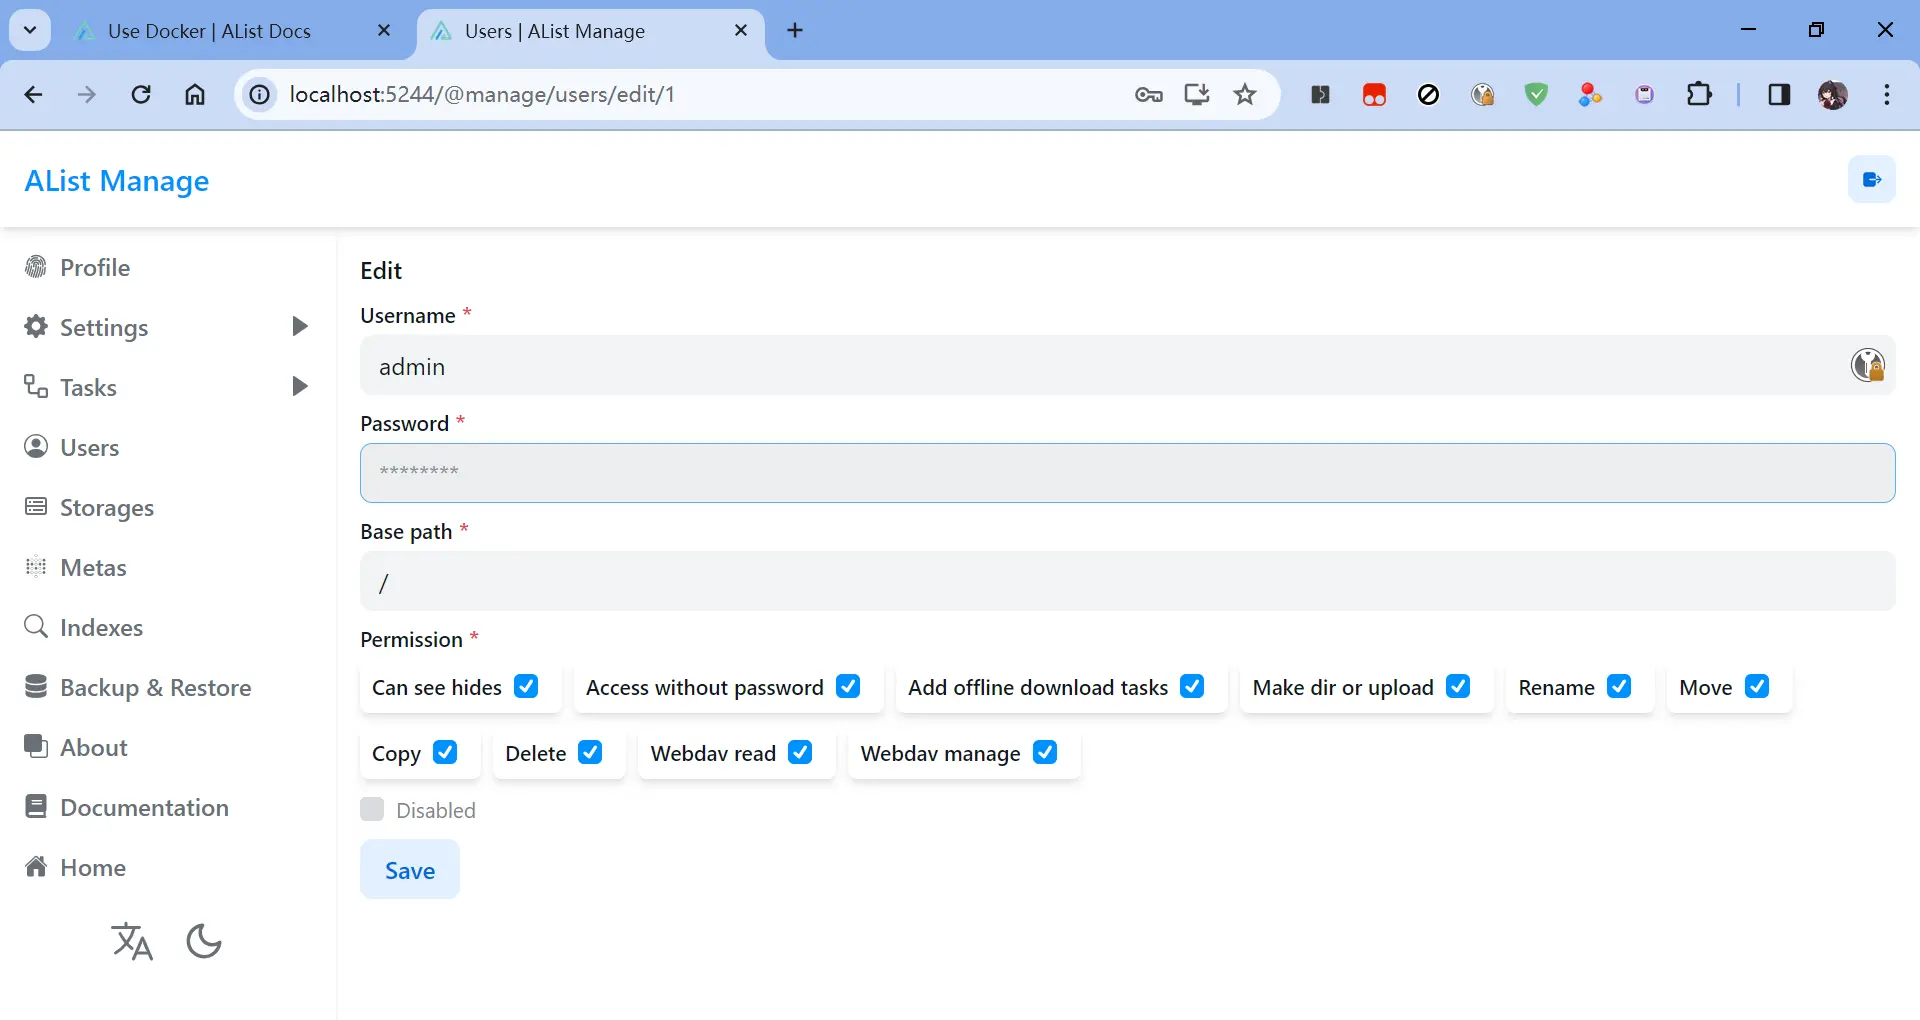 Use Docker | AList Docs
Users | AList Manage
localhost:5244/@manage/users/edit/1
AList Manage
Profile
Settings
Tasks
Users
Storages
Metas
Indexes
Backup & Restore
About
Documentation
Home
Edit
Username *
admin
Password *
********
Base path *
/
Permission *
Can see hides Access without password Add offline download tasks Make dir or upload Rename Move
Copy Delete Webdav read Webdav manage
Disabled
Save